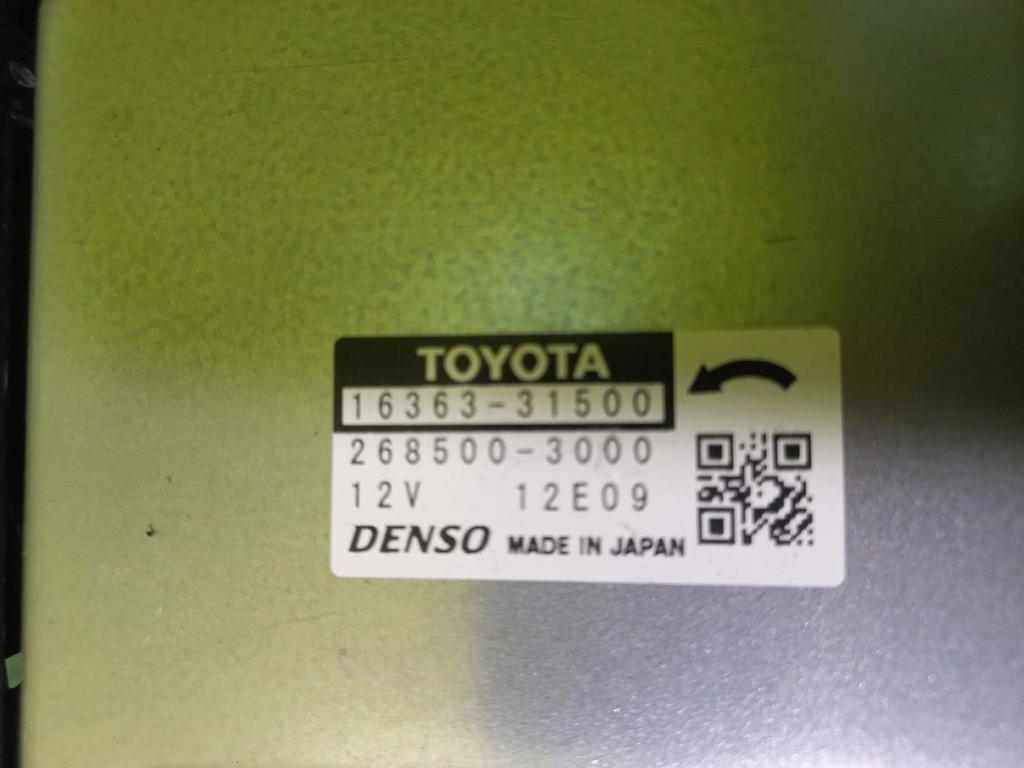 TOYOTA
16363-31500
268500-3000
12V 12E09
DENSO MADE IN JAPAN